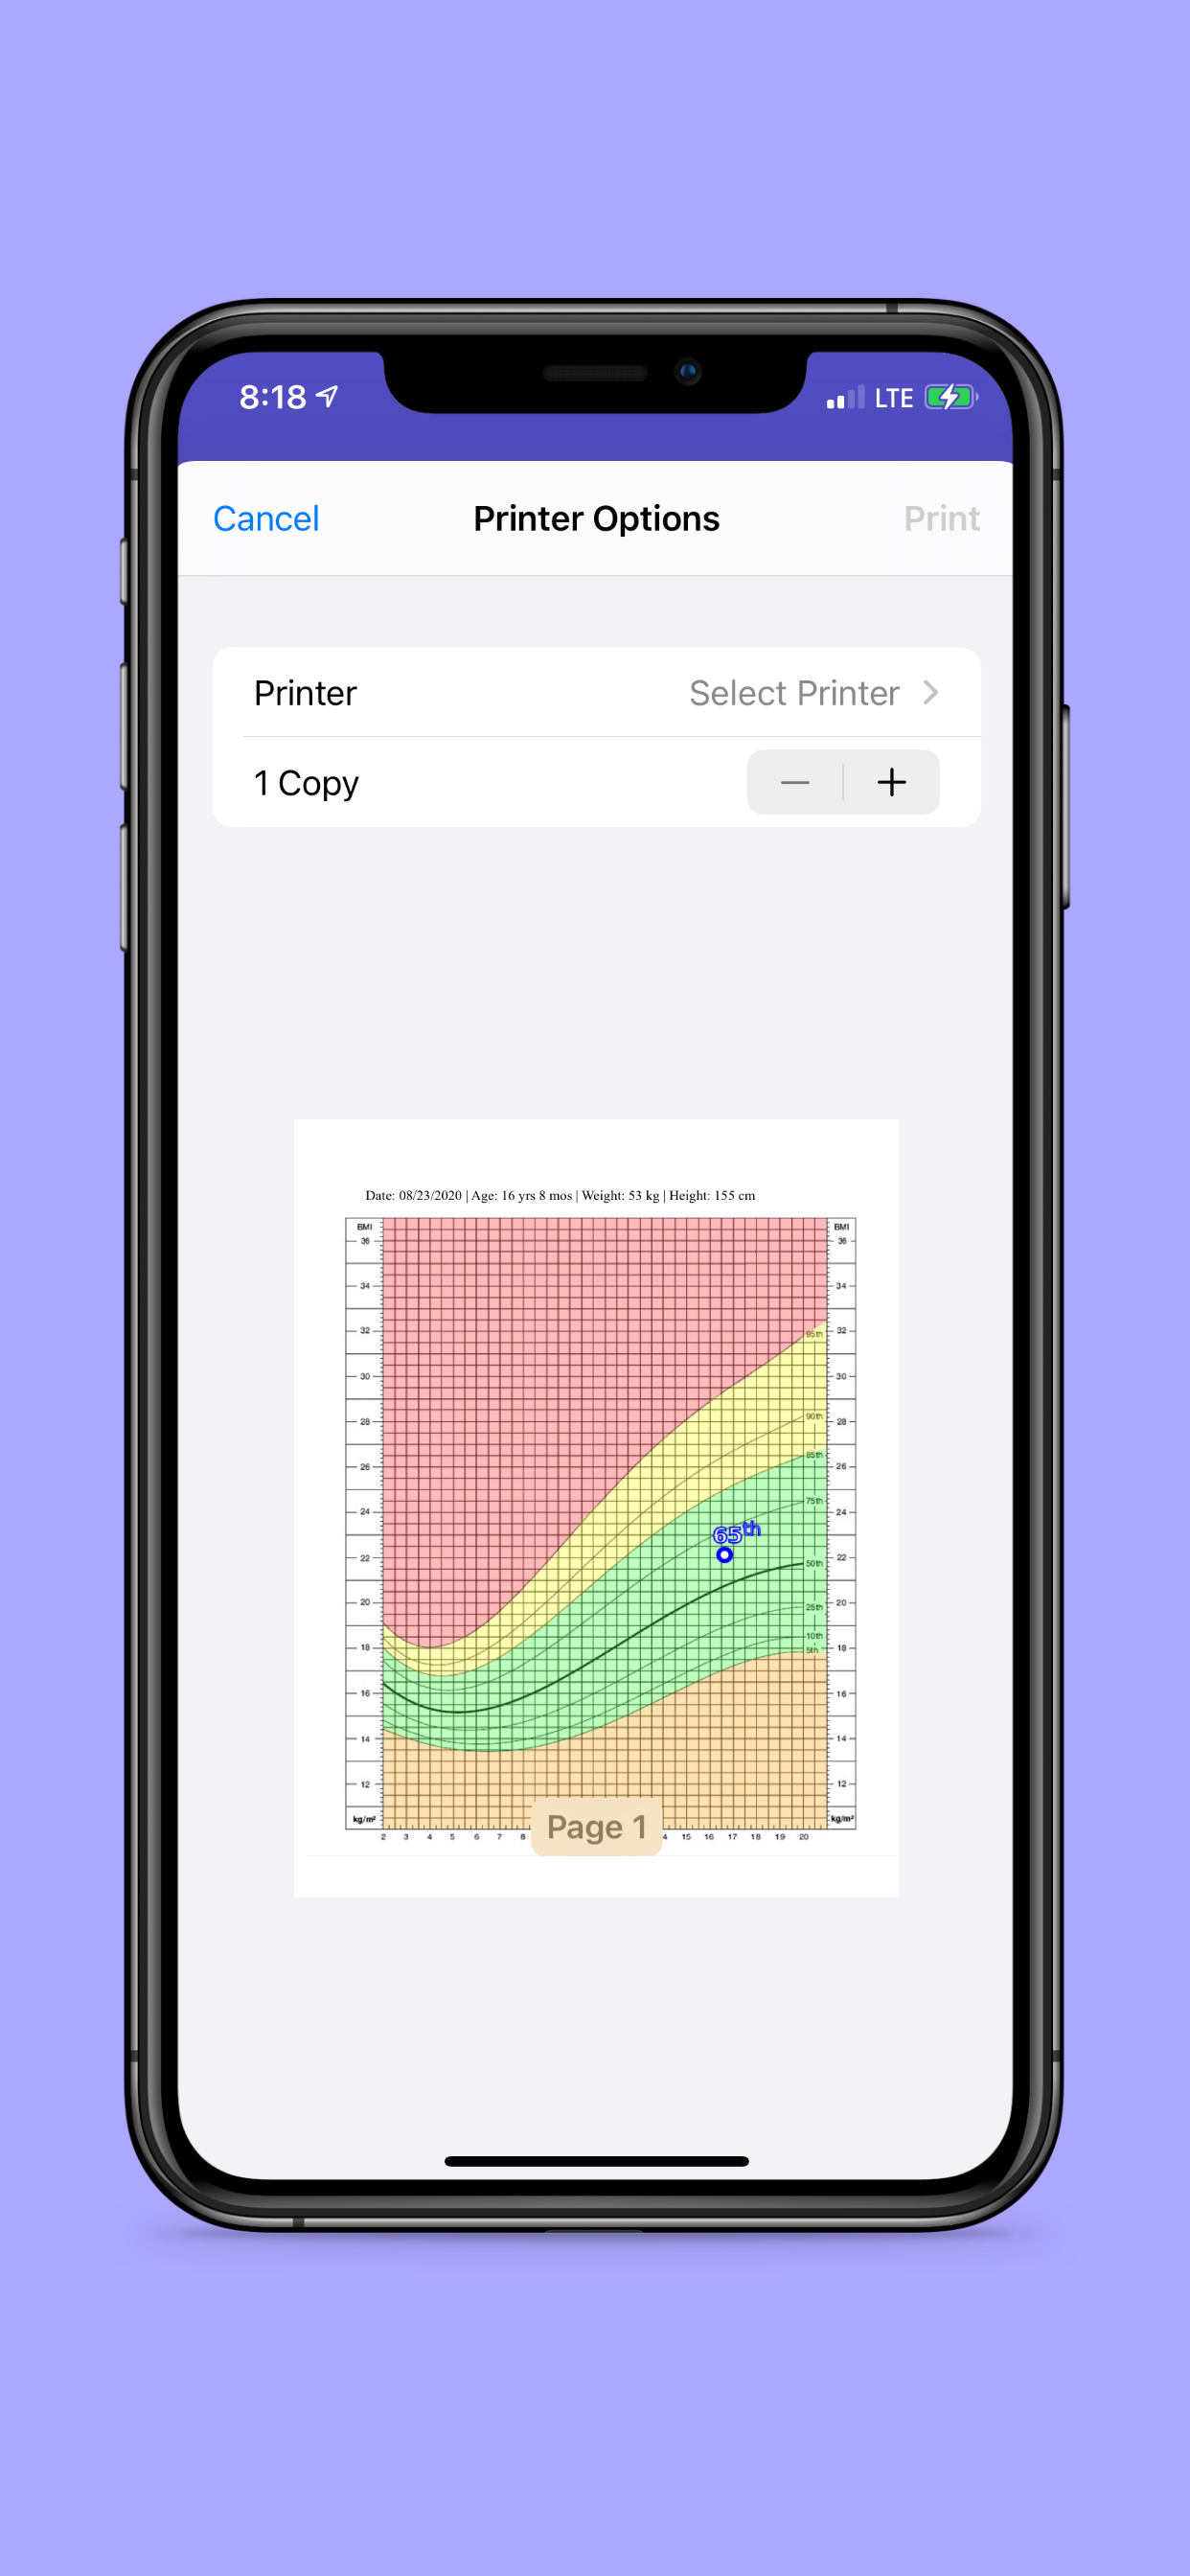 8:18 LTE
Cancel Printer Options Print
Printer Select Printer
1 Copy
Date: 08/23/2020 | Age: 16 yrs 8 mos | Weight: 53 kg | Height: 155 cm
BMI BMI
36 36
34 34
95th
32 32
30 30
90th
28 28
85th
26 26
75th
24 24
65th
22 22
50th
20 25th 20
10th
18 5th 18
16 16
14 14
12 12
kg/m² kg/m²
Page 1
2 3 4 5 6 7 8 4 15 16 17 18 19 20